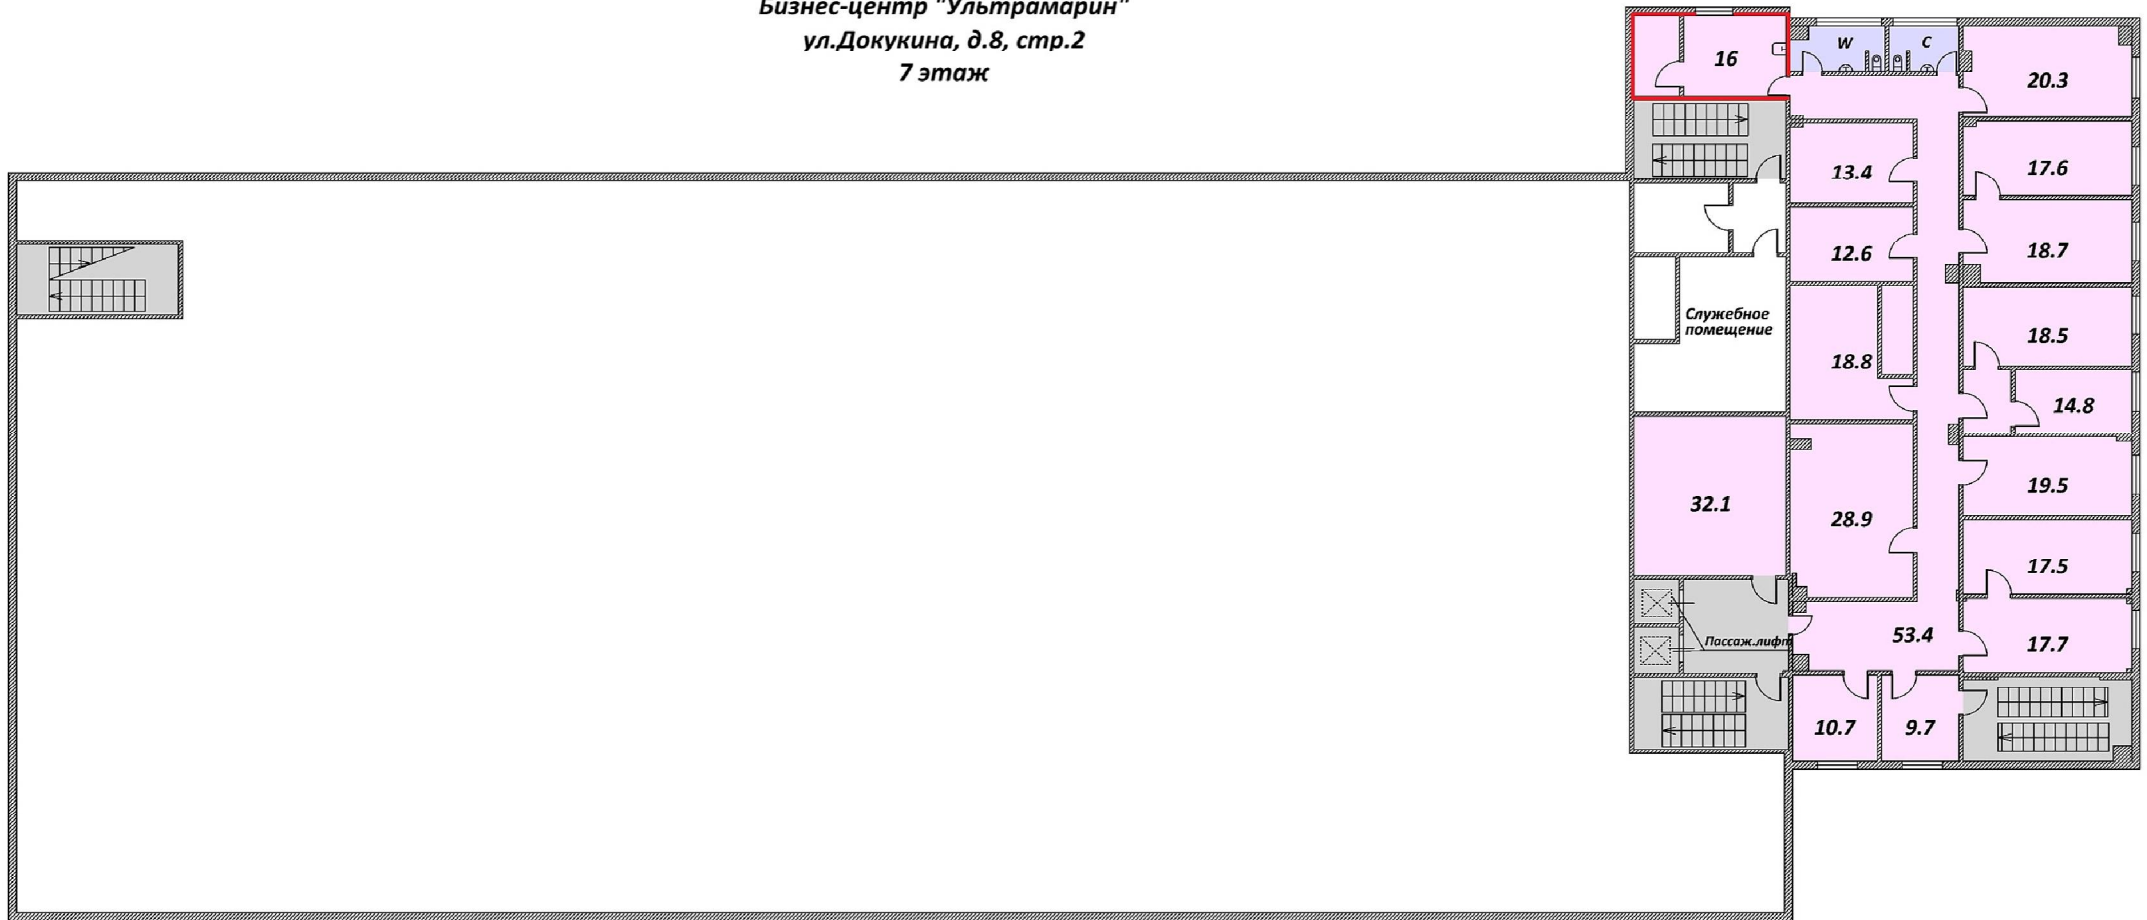 Бизнес-центр "Ультрамарин"
ул.Докукина, д.8, стр.2
7 этаж
16
W
C
20.3
13.4
17.6
12.6
18.7
Служебное
помещение
18.8
18.5
14.8
32.1
28.9
19.5
17.5
Пассаж.лифт
53.4
17.7
10.7
9.7